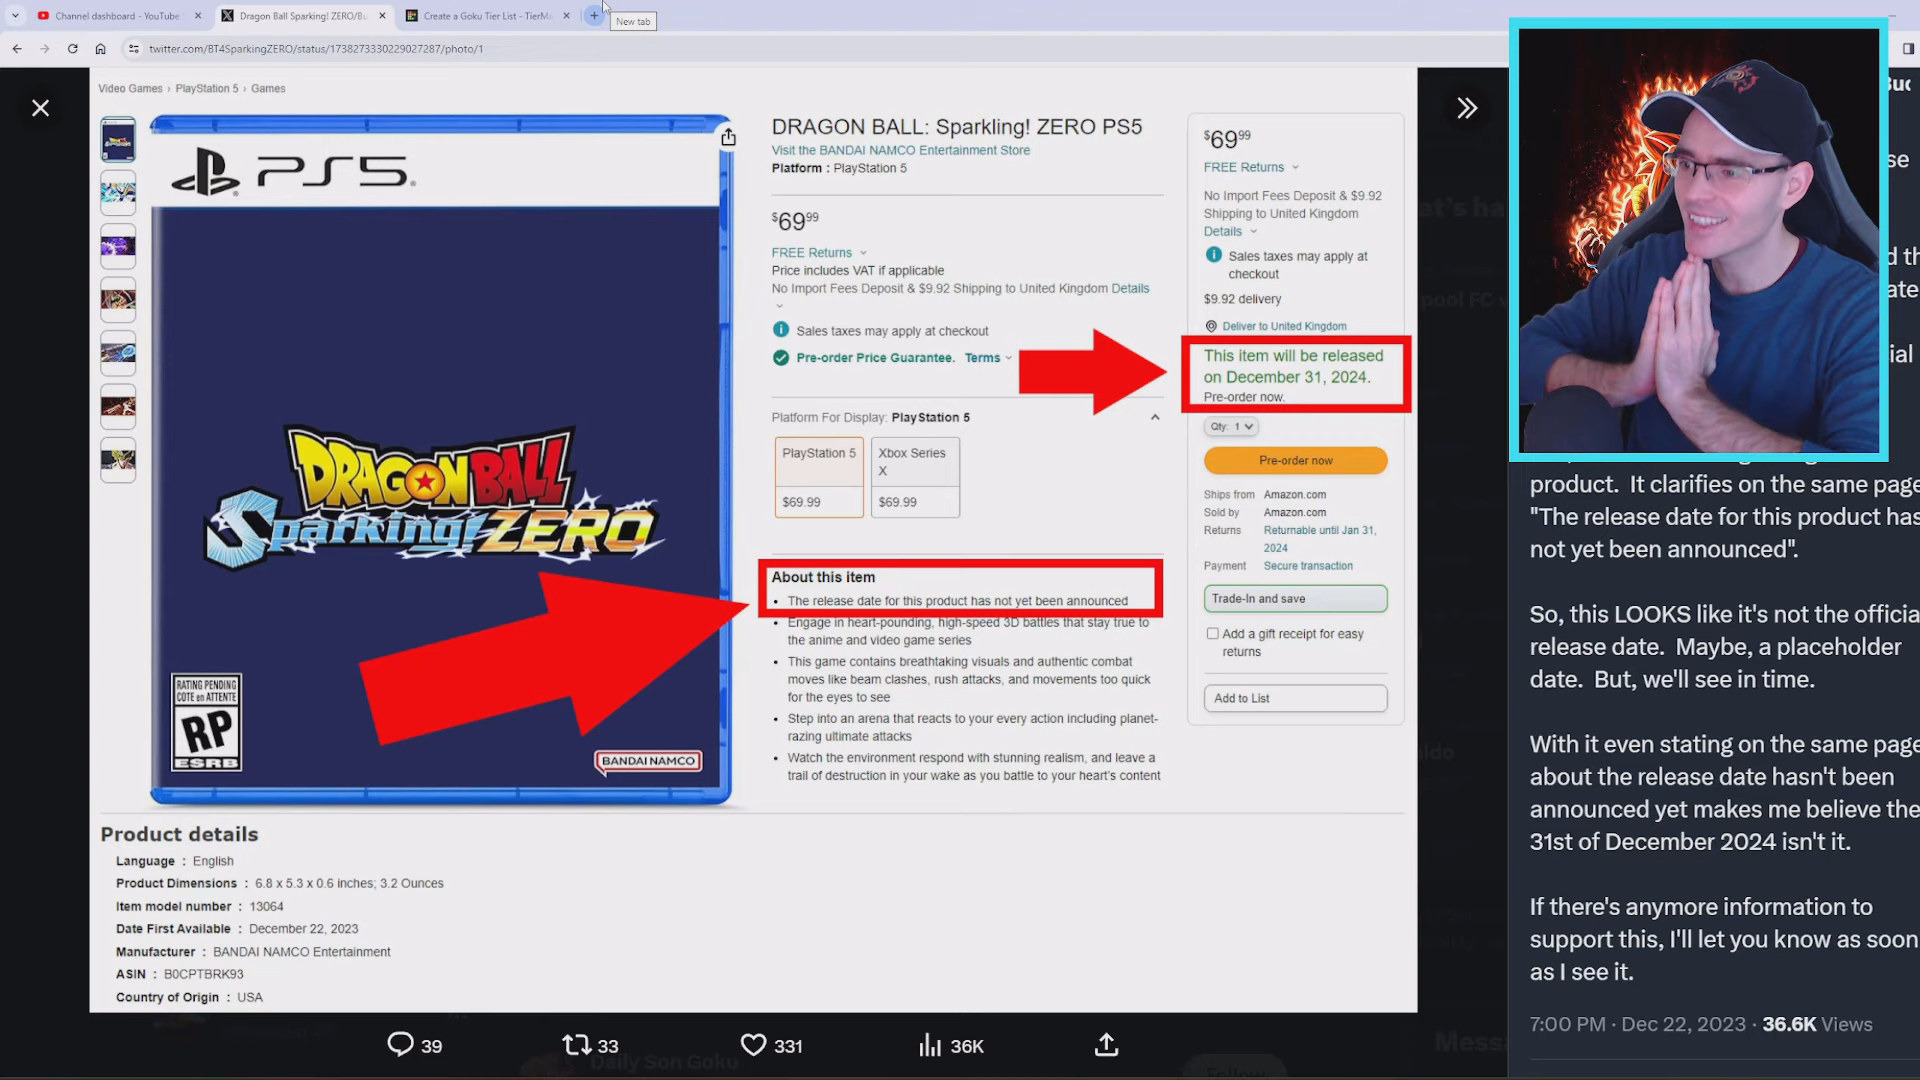 Channel dashboard - YouTube
Dragon Ball Sparking! ZERO/Bu
Create a Goku Tier List - TierMa
New tab
twitter.com/BT4SparkingZERO/status/1738273330229027287/photo/1
Video Games › PlayStation 5 › Games
PS5
DRAGON BALL
Sparking! ZERO
RATING PENDING
COTE en ATTENTE
RP
ESRB
BANDAI NAMCO
DRAGON BALL: Sparkling! ZERO PS5
Visit the BANDAI NAMCO Entertainment Store
Platform : PlayStation 5
$6999
FREE Returns
Price includes VAT if applicable
No Import Fees Deposit & $9.92 Shipping to United Kingdom Details
Sales taxes may apply at checkout
Pre-order Price Guarantee. Terms
Platform For Display: PlayStation 5
PlayStation 5
$69.99
Xbox Series
X
$69.99
About this item
• The release date for this product has not yet been announced
• Engage in heart-pounding, high-speed 3D battles that stay true to
the anime and video game series
• This game contains breathtaking visuals and authentic combat
moves like beam clashes, rush attacks, and movements too quick
for the eyes to see
• Step into an arena that reacts to your every action including planet-
razing ultimate attacks
• Watch the environment respond with stunning realism, and leave a
trail of destruction in your wake as you battle to your heart's content
$6999
FREE Returns
No Import Fees Deposit & $9.92
Shipping to United Kingdom
Details
Sales taxes may apply at
checkout
$9.92 delivery
Deliver to United Kingdom
This item will be released
on December 31, 2024.
Pre-order now.
Qty: 1
Pre-order now
Ships from Amazon.com
Sold by Amazon.com
Returns Returnable until Jan 31,
2024
Payment Secure transaction
Trade-In and save
Add a gift receipt for easy
returns
Add to List
Product details
Language : English
Product Dimensions : 6.8 x 5.3 x 0.6 inches; 3.2 Ounces
Item model number : 13064
Date First Available : December 22, 2023
Manufacturer : BANDAI NAMCO Entertainment
ASIN : B0CPTBRK93
Country of Origin : USA
39
33
331
36K
Daily Son Goku
Follow
product. It clarifies on the same page
"The release date for this product has
not yet been announced".
So, this LOOKS like it's not the officia
release date. Maybe, a placeholder
date. But, we'll see in time.
With it even stating on the same page
about the release date hasn't been
announced yet makes me believe the
31st of December 2024 isn't it.
If there's anymore information to
support this, I'll let you know as soon
as I see it.
7:00 PM · Dec 22, 2023 · 36.6K Views